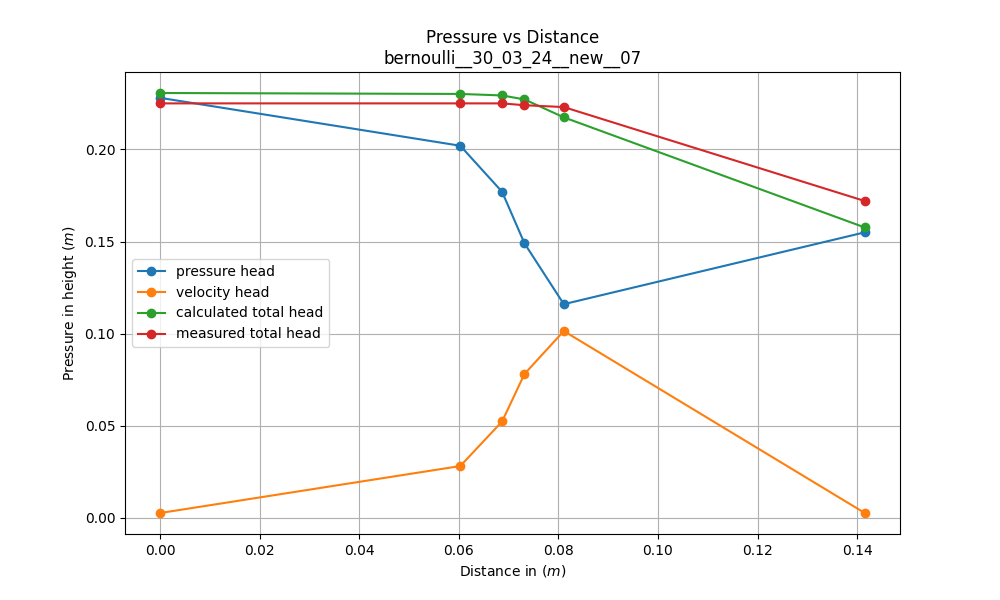 Pressure vs Distance
bernoulli__30_03_24__new__07
Pressure in height (m)
0.20
0.15
0.10
0.05
0.00
pressure head
velocity head
calculated total head
measured total head
0.00 0.02 0.04 0.06 0.08 0.10 0.12 0.14
Distance in (m)